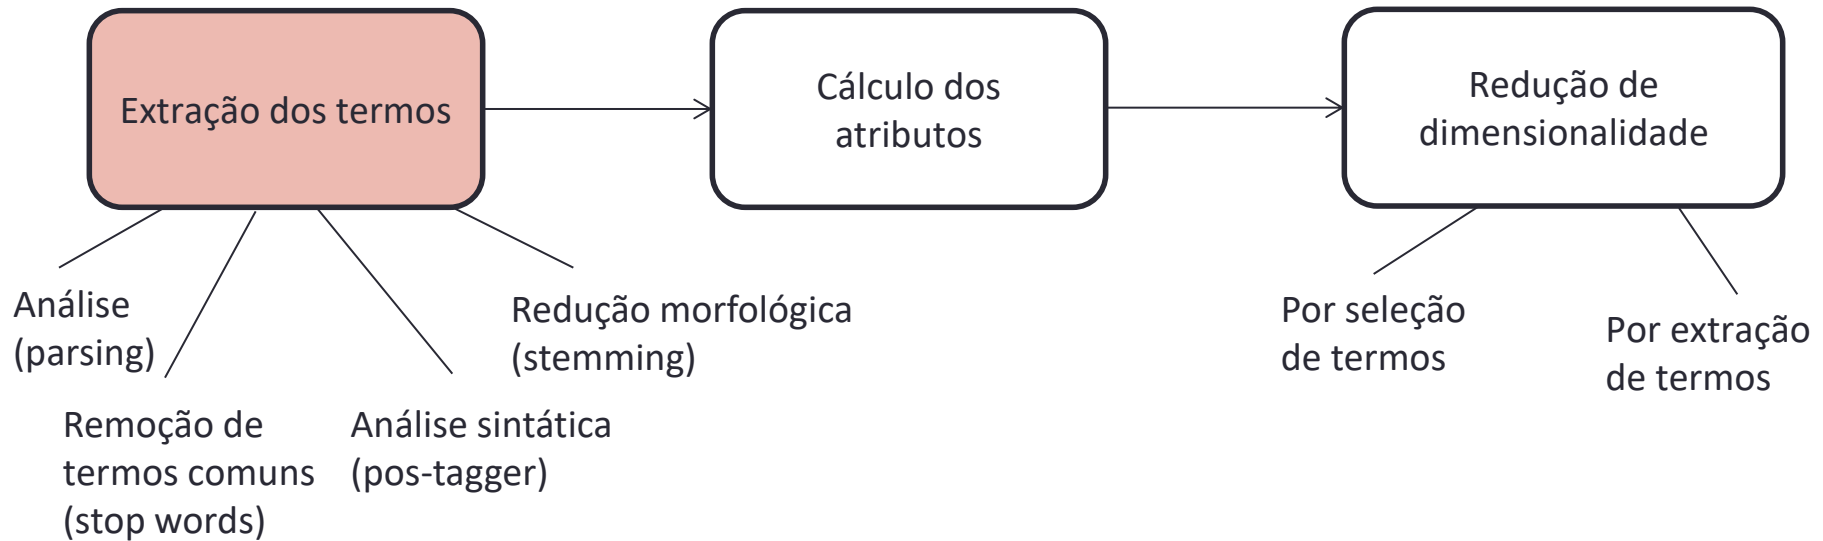 Extração dos termos
Cálculo dos
atributos
Redução de
dimensionalidade
Análise
(parsing)
Remoção de
termos comuns
(stop words)
Análise sintática
(pos-tagger)
Redução morfológica
(stemming)
Por seleção
de termos
Por extração
de termos